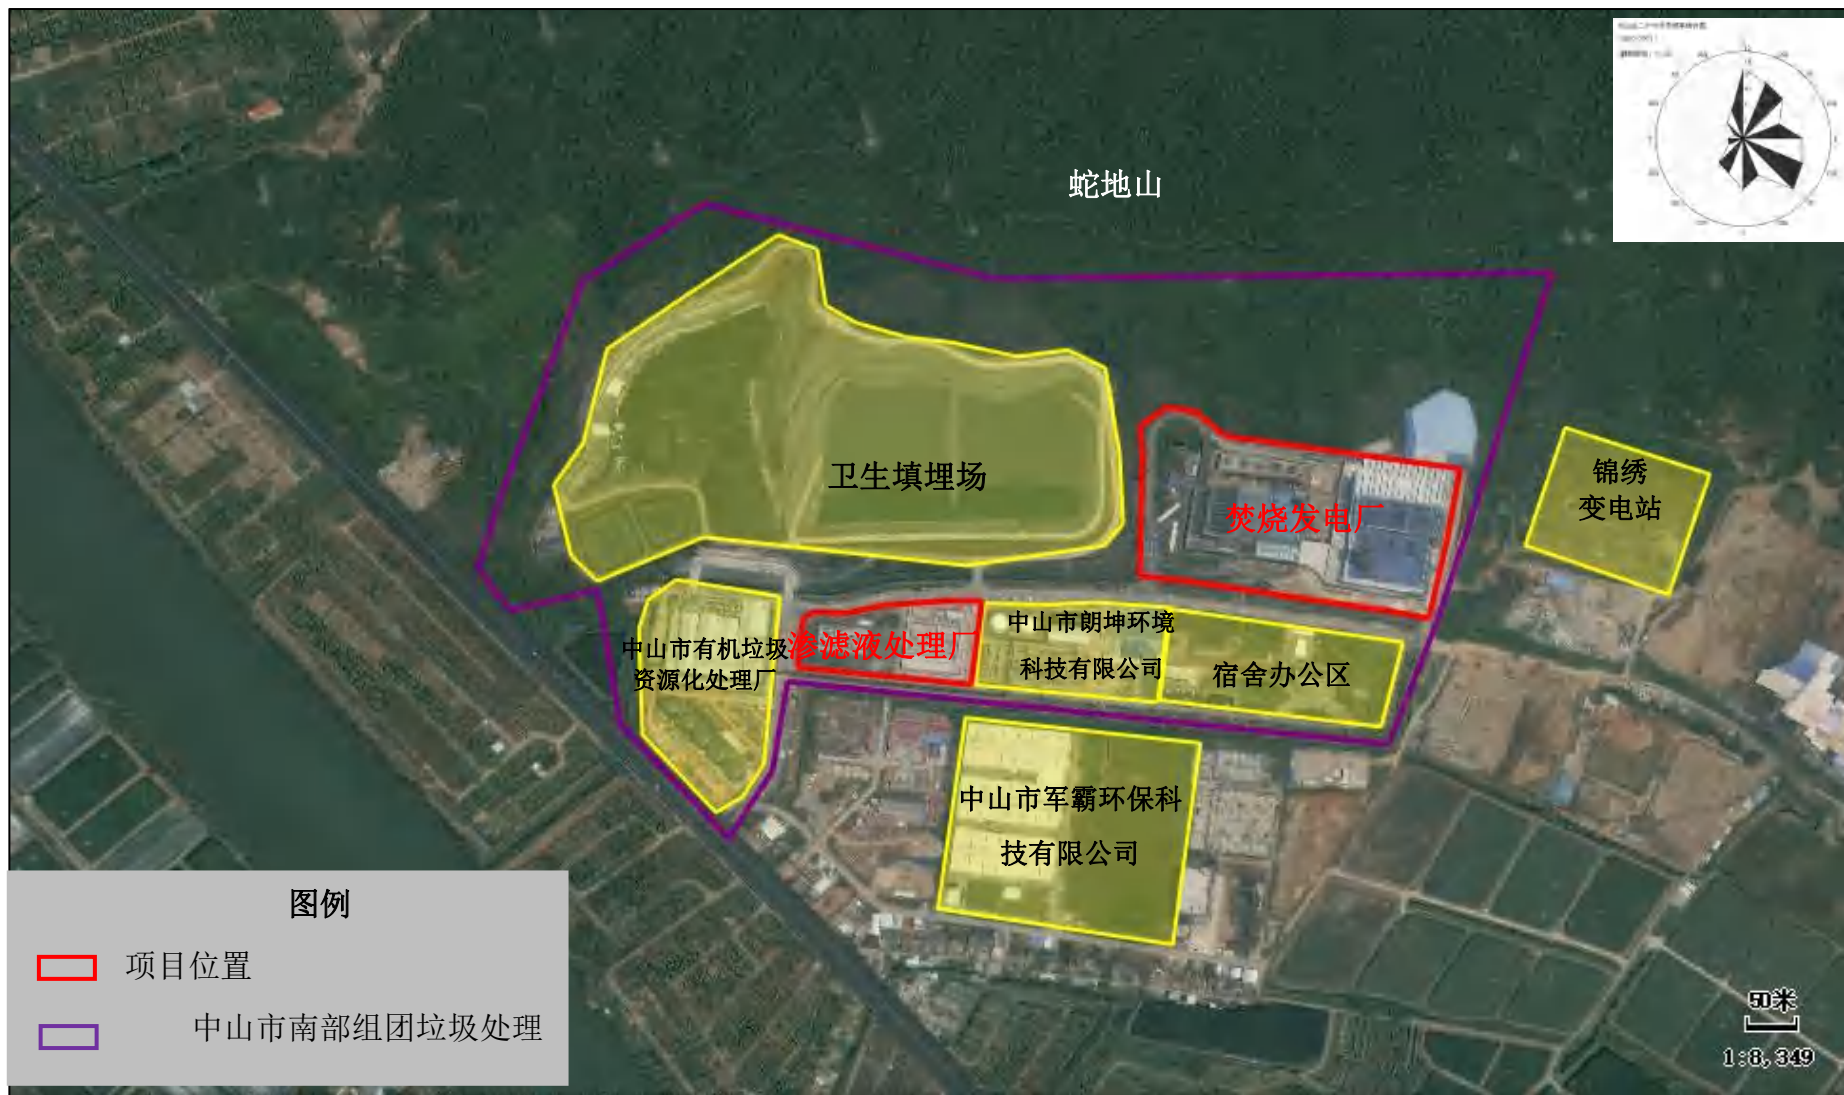 蛇地山
卫生填埋场
焚烧发电厂
锦绣
变电站
中山市有机垃圾
资源化处理厂
渗滤液处理厂
中山市朗坤环境
科技有限公司
宿舍办公区
中山市军霸环保科
技有限公司
图例
项目位置
中山市南部组团垃圾处理
50米
1:8,349